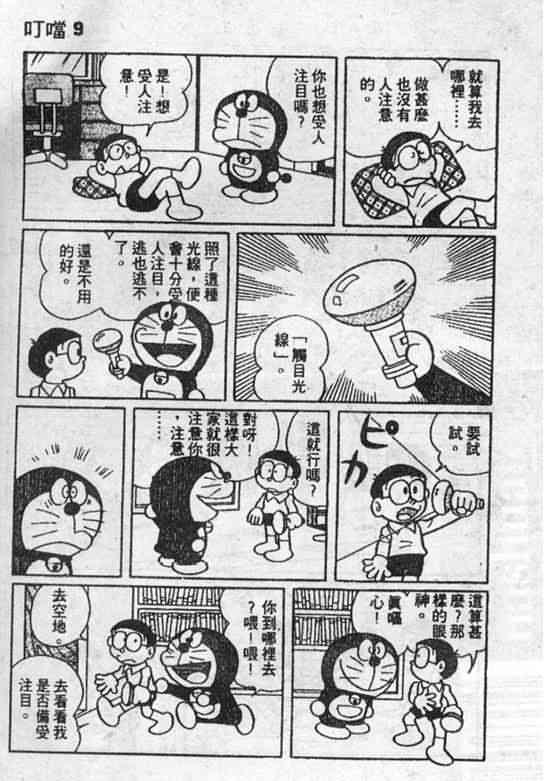 叮噹 9
就算我去
哪裡……
做甚麼
也沒有
人注意
的。
你也想受人
注目嗎?
是!想
受人注
意!
「觸目光
線」。
照了這種
光線,便
會十分受
人注目,
逃也逃不
了。
還是不用
的好。
要試
試。
ピカ
這就行嗎?
對呀!
這樣大
家就很
注意你
,注意
……
這算甚
麼?那
樣的眼
神。
眞嘔
心!
你到哪裡去
?喂!喂!
去空地。
去看看我
是否備受
注目。